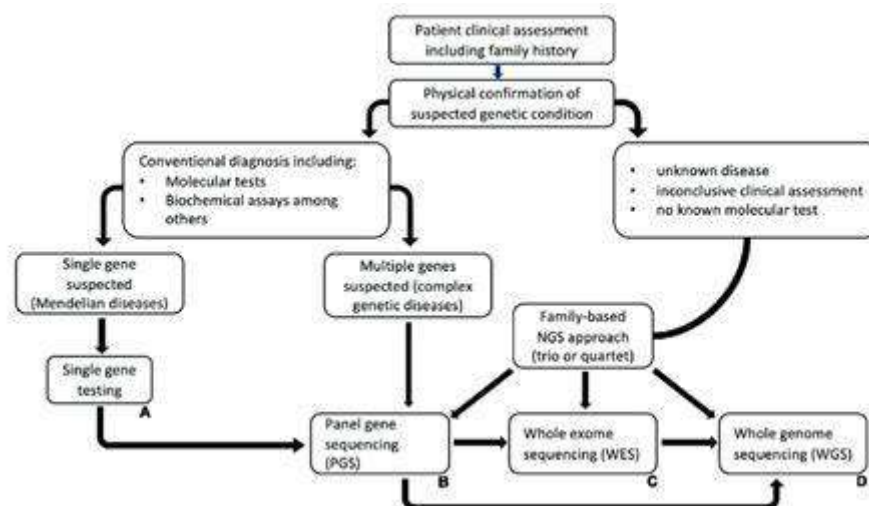 Patient clinical assessment
including family history
Physical confirmation of
suspected genetic condition
Conventional diagnosis including:
• Molecular tests
• Biochemical assays among
others
• unknown disease
• inconclusive clinical assessment
• no known molecular test
Single gene
suspected
(Mendelian diseases)
Multiple genes
suspected (complex
genetic diseases)
Family-based
NGS approach
(trio or quartet)
Single gene
testing
A
Panel gene
sequencing
(PGS)
B
Whole exome
sequencing (WES)
C
Whole genome
sequencing (WGS)
D